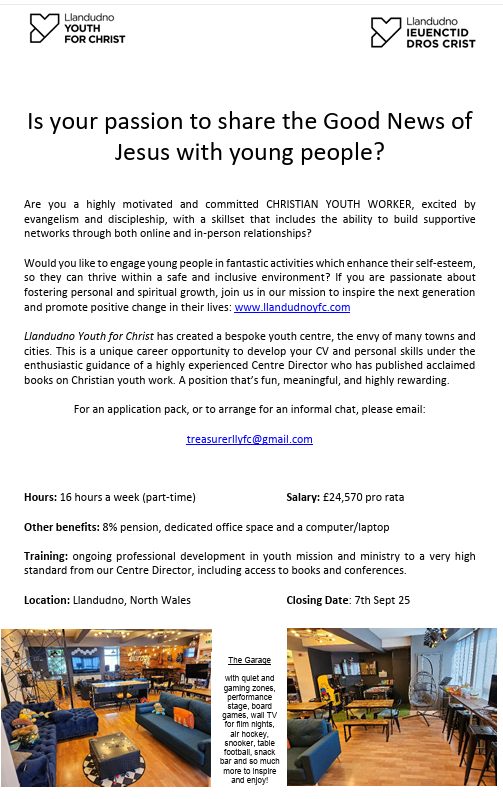 Llandudno
YOUTH
FOR CHRIST
Llandudno
IEUENCTID
DROS CRIST
Is your passion to share the Good News of
Jesus with young people?
Are you a highly motivated and committed CHRISTIAN YOUTH WORKER, excited by
evangelism and discipleship, with a skillset that includes the ability to build supportive
networks through both online and in-person relationships?
Would you like to engage young people in fantastic activities which enhance their self-esteem,
so they can thrive within a safe and inclusive environment? If you are passionate about
fostering personal and spiritual growth, join us in our mission to inspire the next generation
and promote positive change in their lives: www.llandudnoyfc.com
Llandudno Youth for Christ has created a bespoke youth centre, the envy of many towns and
cities. This is a unique career opportunity to develop your CV and personal skills under the
enthusiastic guidance of a highly experienced Centre Director who has published acclaimed
books on Christian youth work. A position that's fun, meaningful, and highly rewarding.
For an application pack, or to arrange for an informal chat, please email:
treasurerllyfc@gmail.com
Hours: 16 hours a week (part-time) Salary: £24,570 pro rata
Other benefits: 8% pension, dedicated office space and a computer/laptop
Training: ongoing professional development in youth mission and ministry to a very high
standard from our Centre Director, including access to books and conferences.
Location: Llandudno, North Wales Closing Date: 7th Sept 25
The Garage
with quiet and
gaming zones,
performance
stage, board
games, wall TV
for film nights,
air hockey,
snooker, table
football, snack
bar and so much
more to inspire
and enjoy!